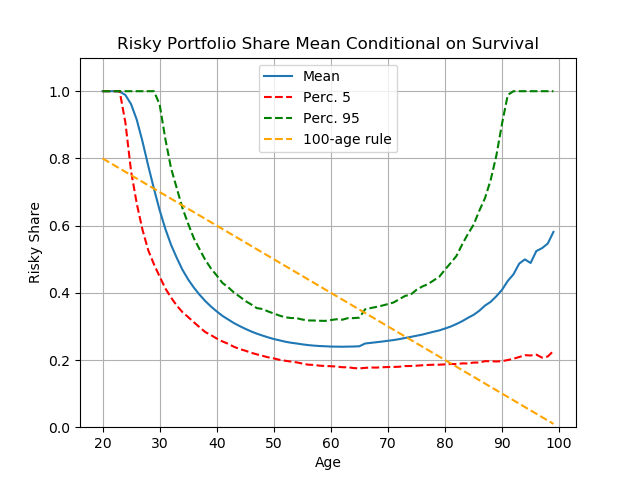 Risky Portfolio Share Mean Conditional on Survival
Mean
Perc. 5
Perc. 95
100-age rule
1.0
0.8
0.6
0.4
0.2
0.0
Risky Share
20 30 40 50 60 70 80 90 100
Age